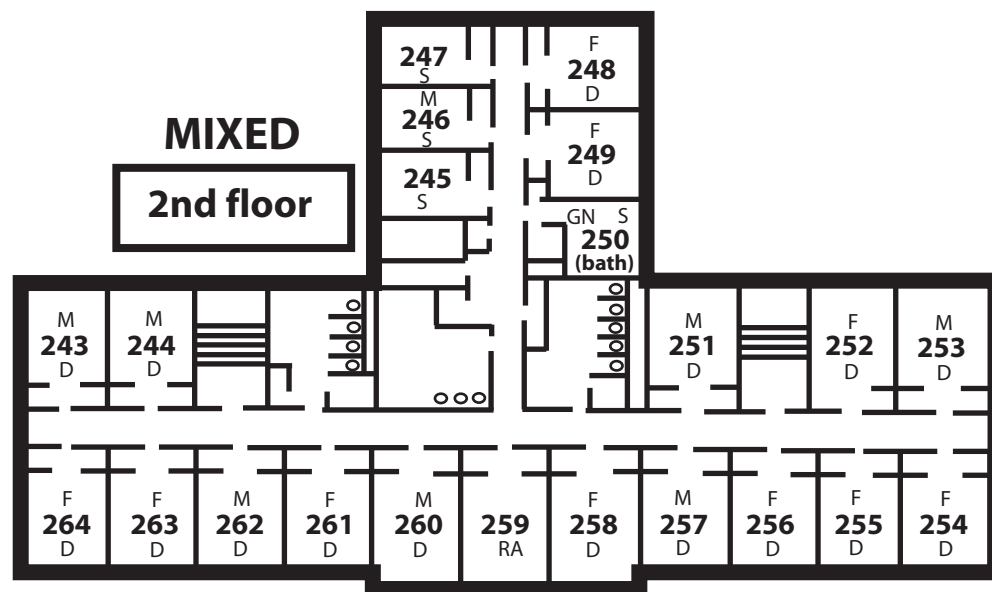 MIXED
2nd floor
247
S
M
246
S
245
S
F
248
D
F
249
D
GN S
250
(bath)
M
243
D
M
244
D
M
251
D
F
252
D
M
253
D
F
264
D
F
263
D
M
262
D
F
261
D
M
260
D
259
RA
F
258
D
M
257
D
F
256
D
F
255
D
F
254
D